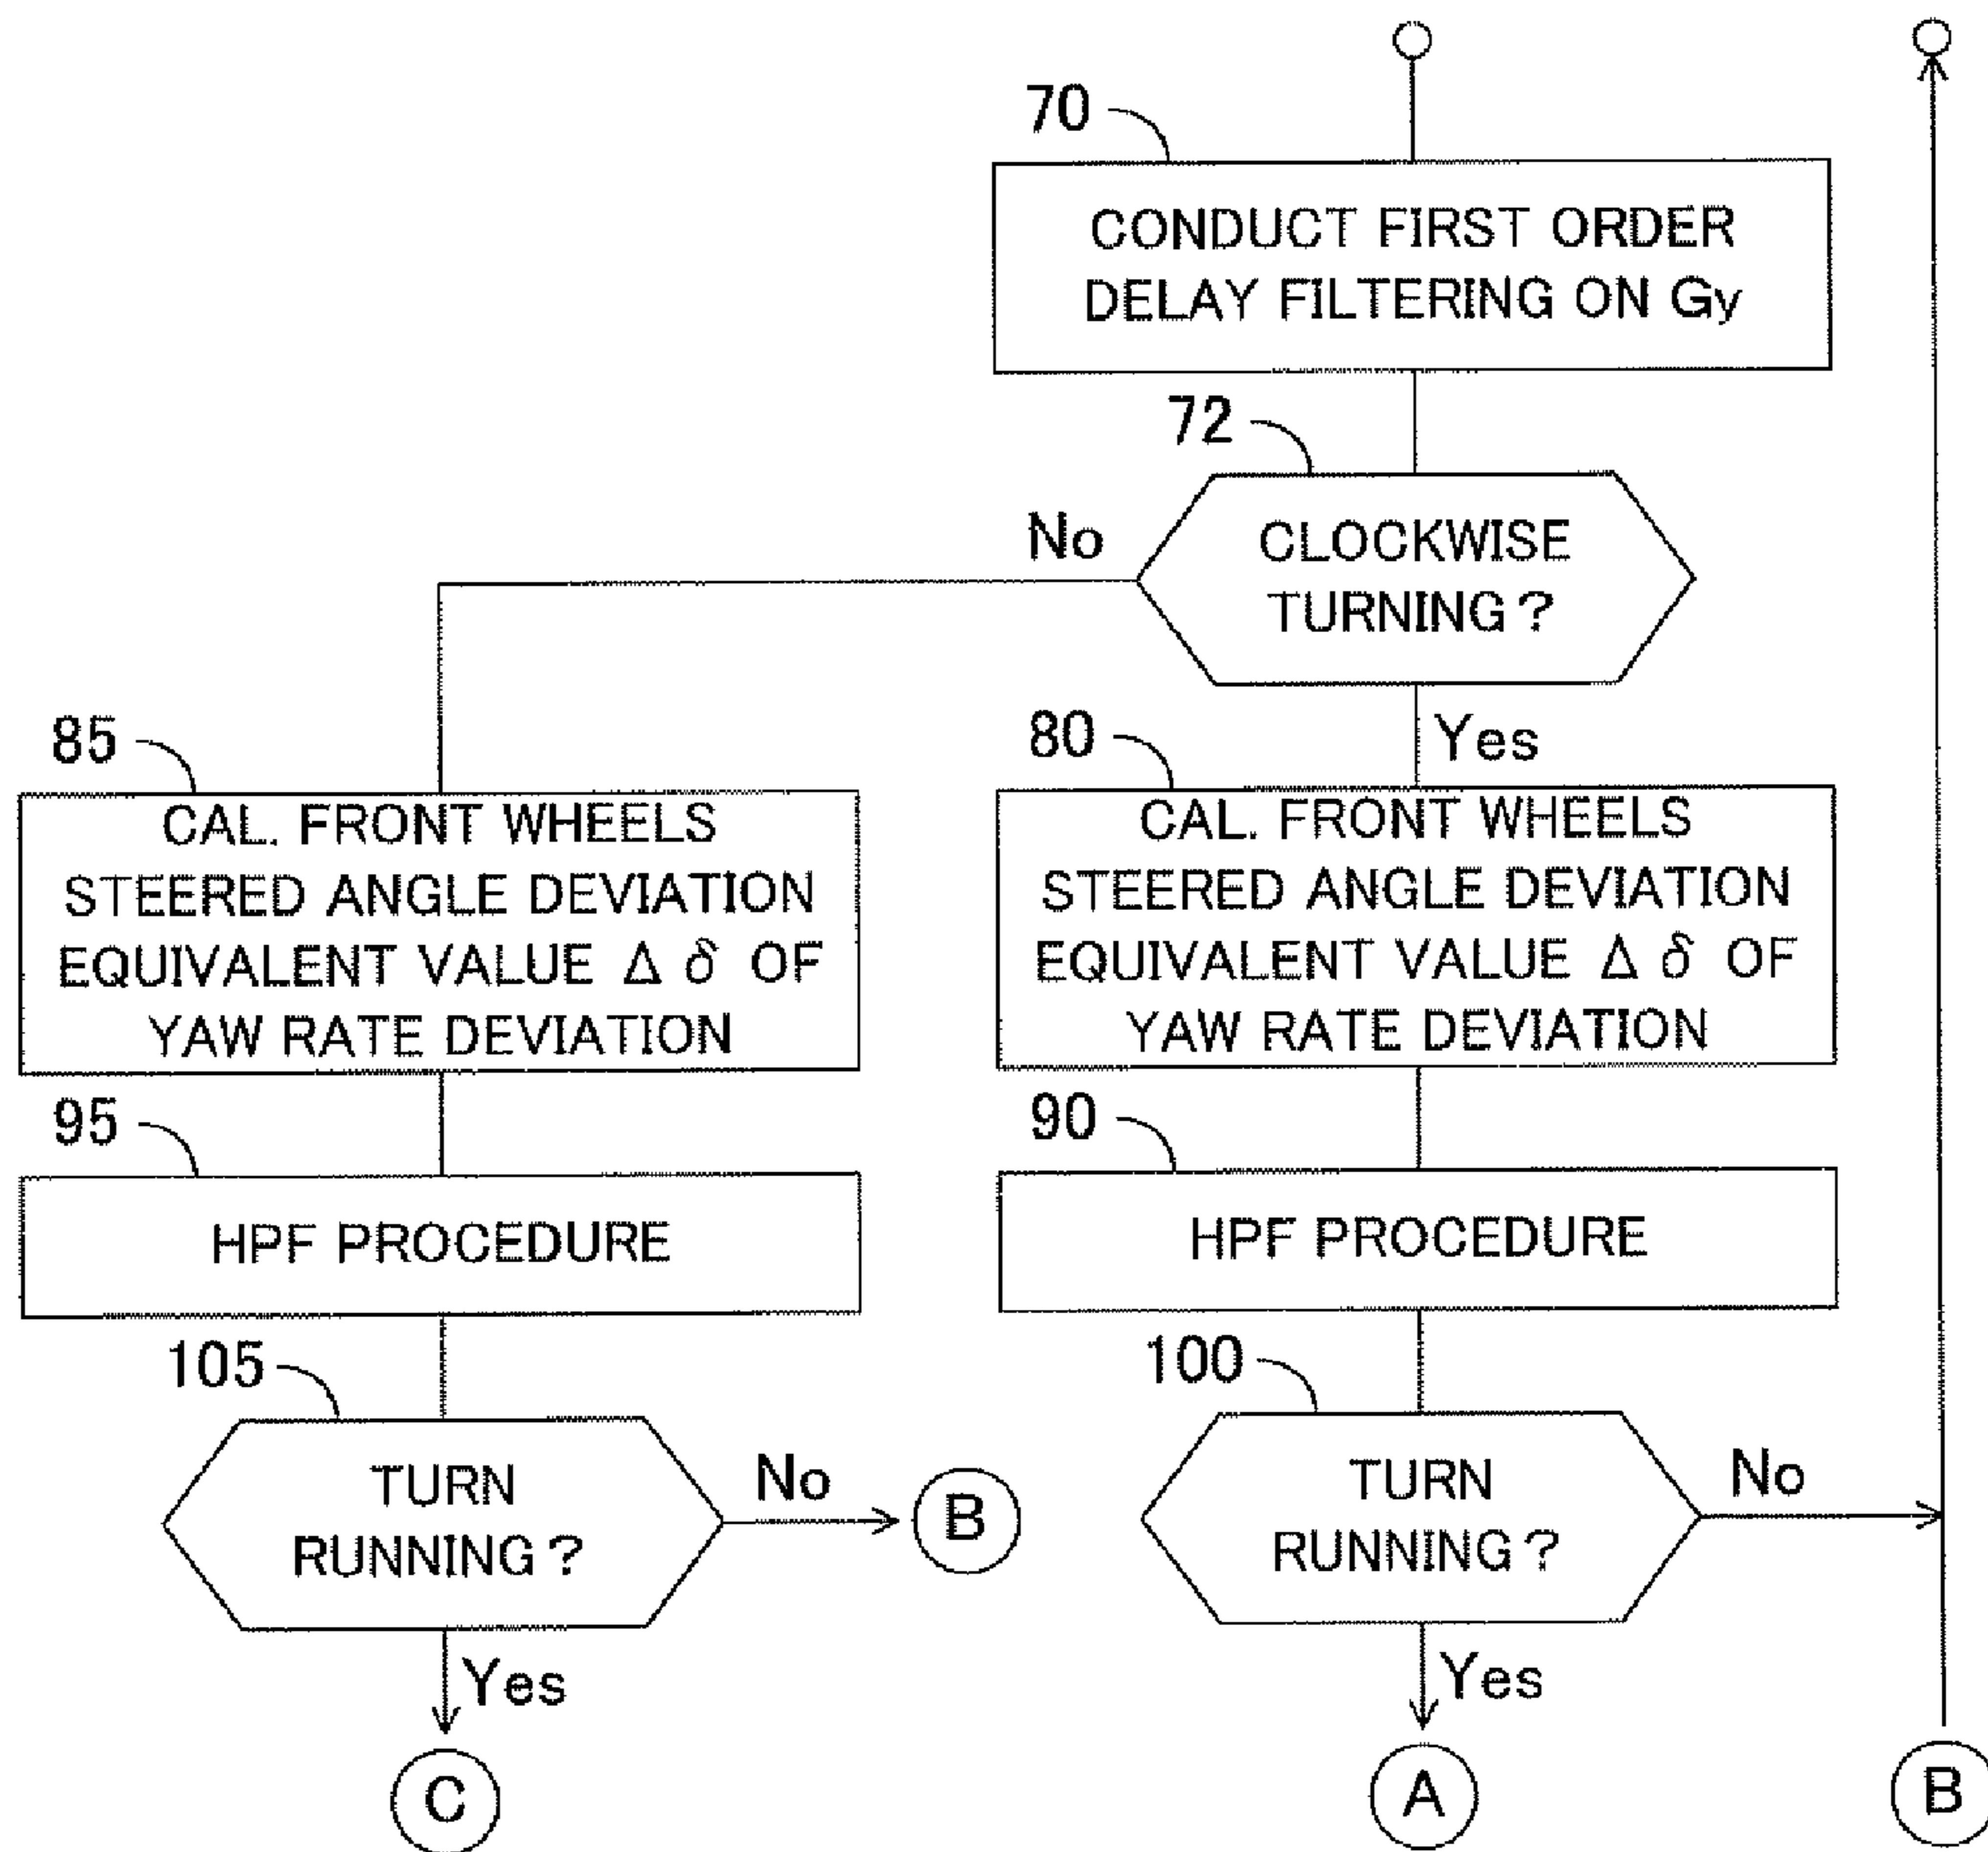 70
CONDUCT FIRST ORDER
DELAY FILTERING ON Gy
72
No
CLOCKWISE
TURNING?
Yes
85
CAL. FRONT WHEELS
STEERED ANGLE DEVIATION
EQUIVALENT VALUE Δ δ OF
YAW RATE DEVIATION
80
CAL. FRONT WHEELS
STEERED ANGLE DEVIATION
EQUIVALENT VALUE Δ δ OF
YAW RATE DEVIATION
95
HPF PROCEDURE
90
HPF PROCEDURE
105
TURN
RUNNING?
No
B
Yes
C
100
TURN
RUNNING?
No
Yes
A
B